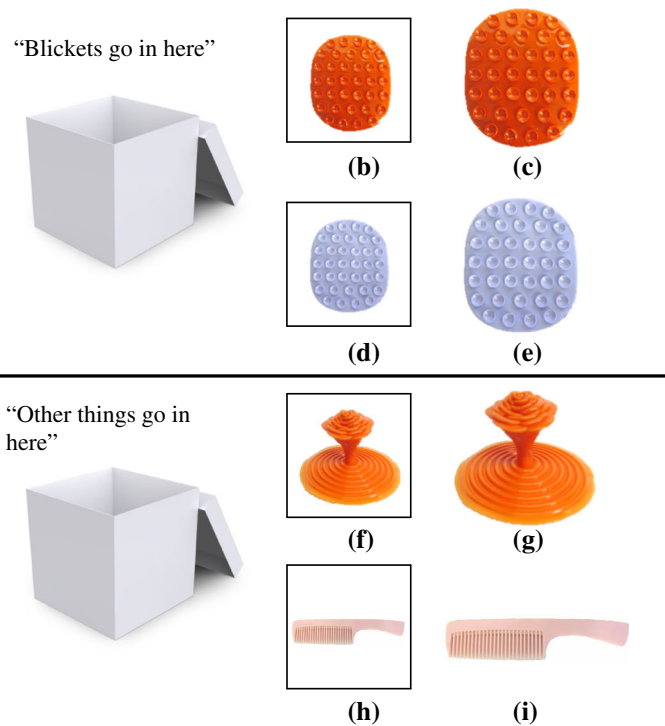 “Blickets go in here”
(b)
(c)
(d)
(e)
“Other things go in
here”
(f)
(g)
(h)
(i)